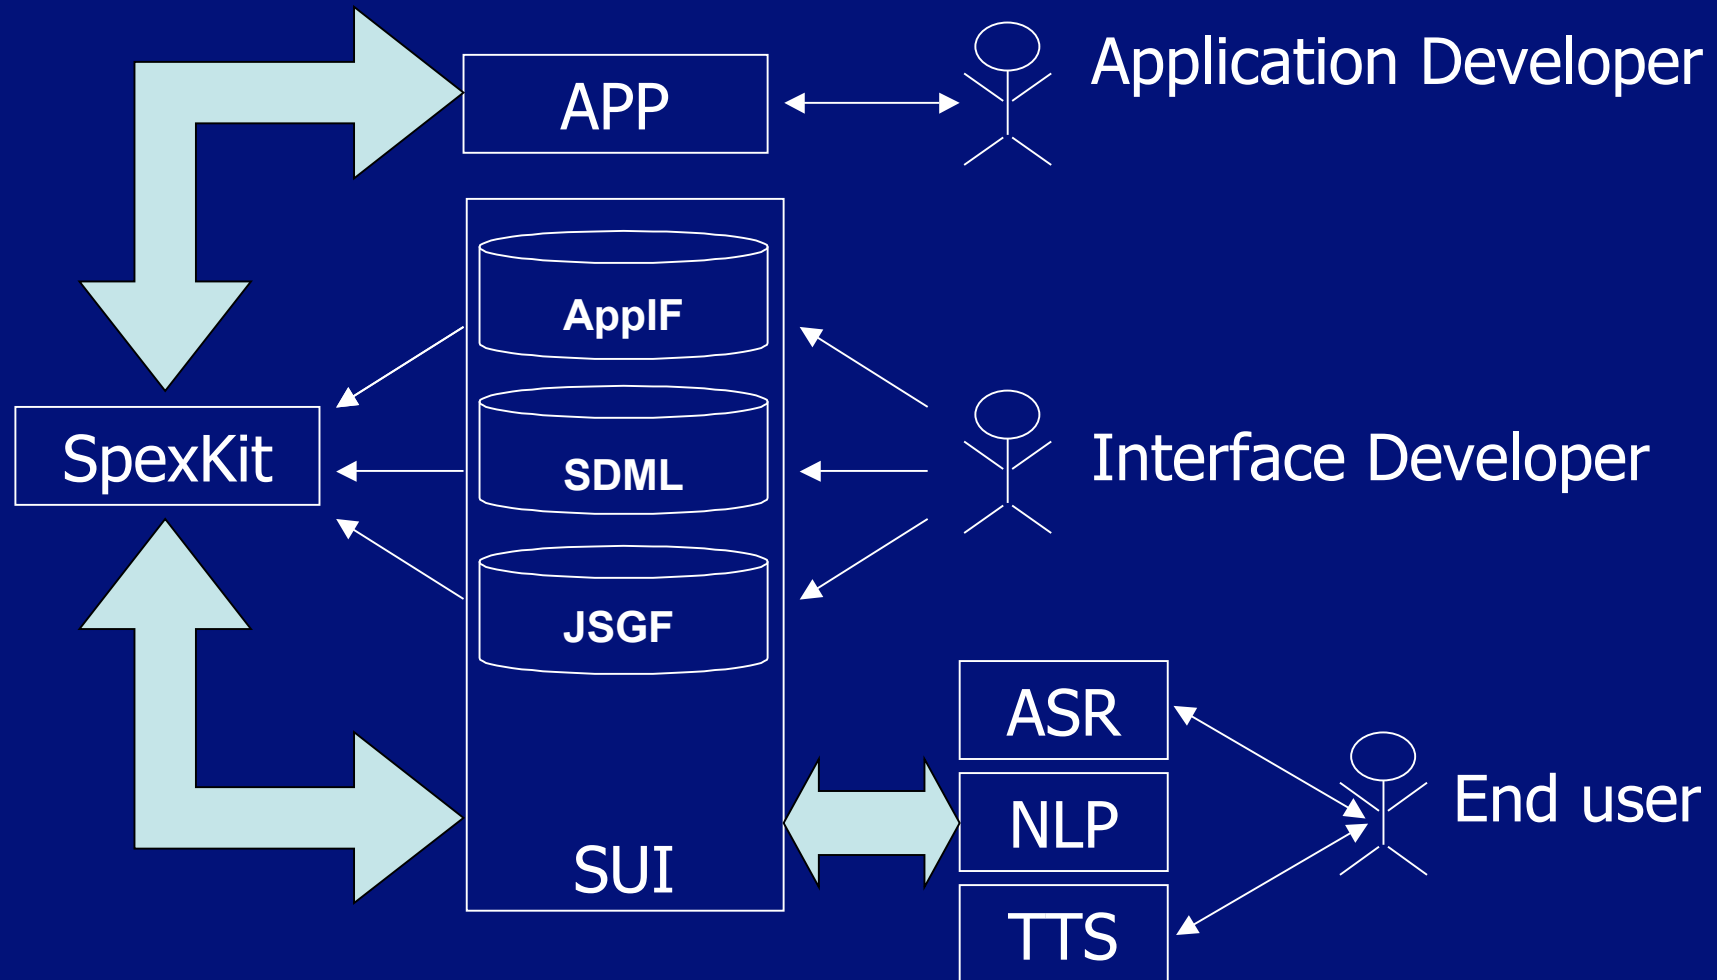 APP
Application Developer
AppIF
SpexKit
SDML
Interface Developer
JSGF
ASR
NLP
End user
SUI
TTS